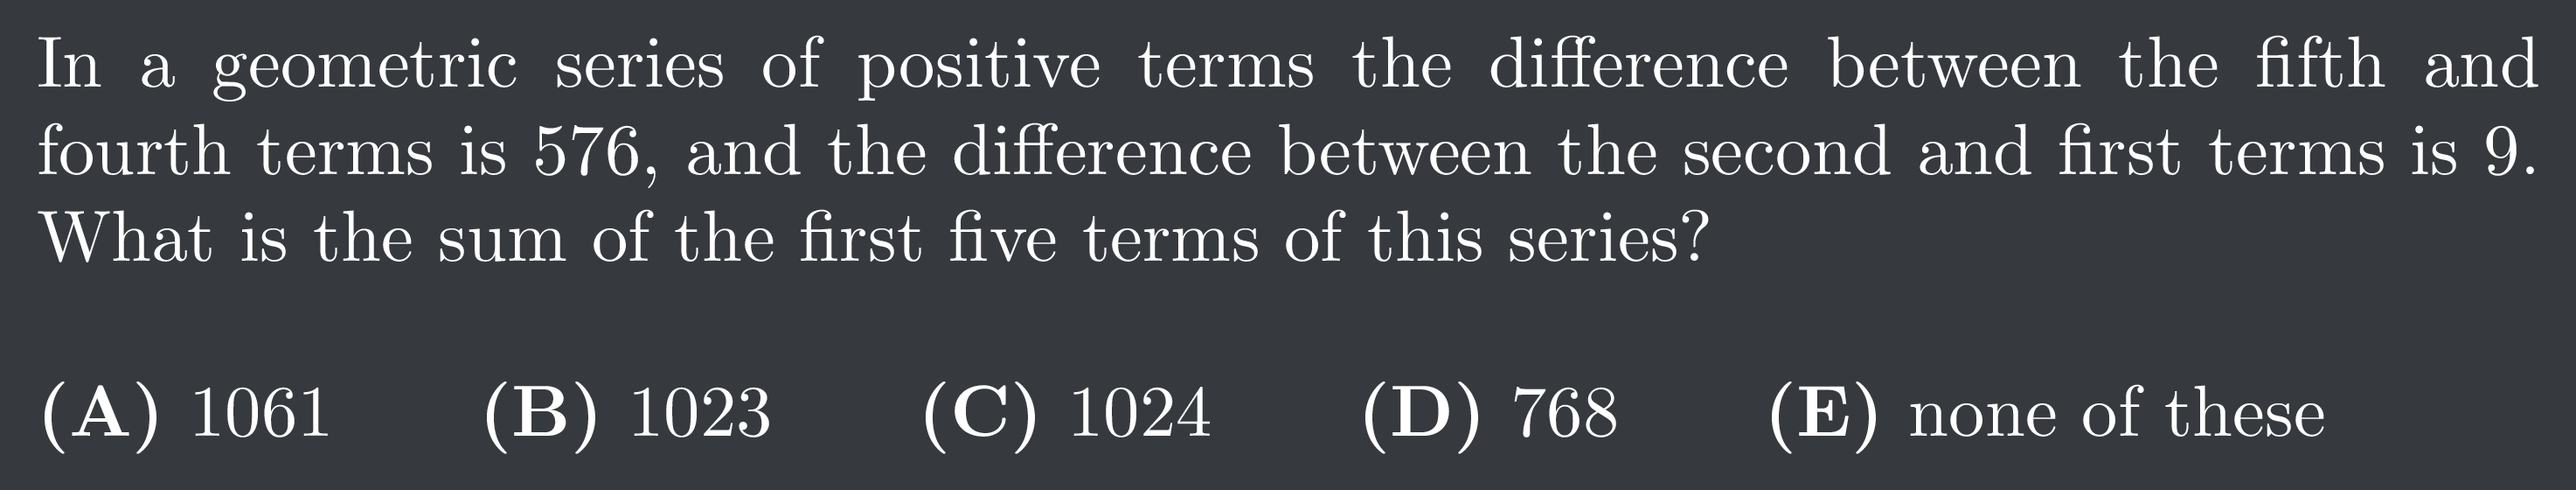 In a geometric series of positive terms the difference between the fifth and
fourth terms is 576, and the difference between the second and first terms is 9.
What is the sum of the first five terms of this series?
(A) 1061 (B) 1023 (C) 1024 (D) 768 (E) none of these